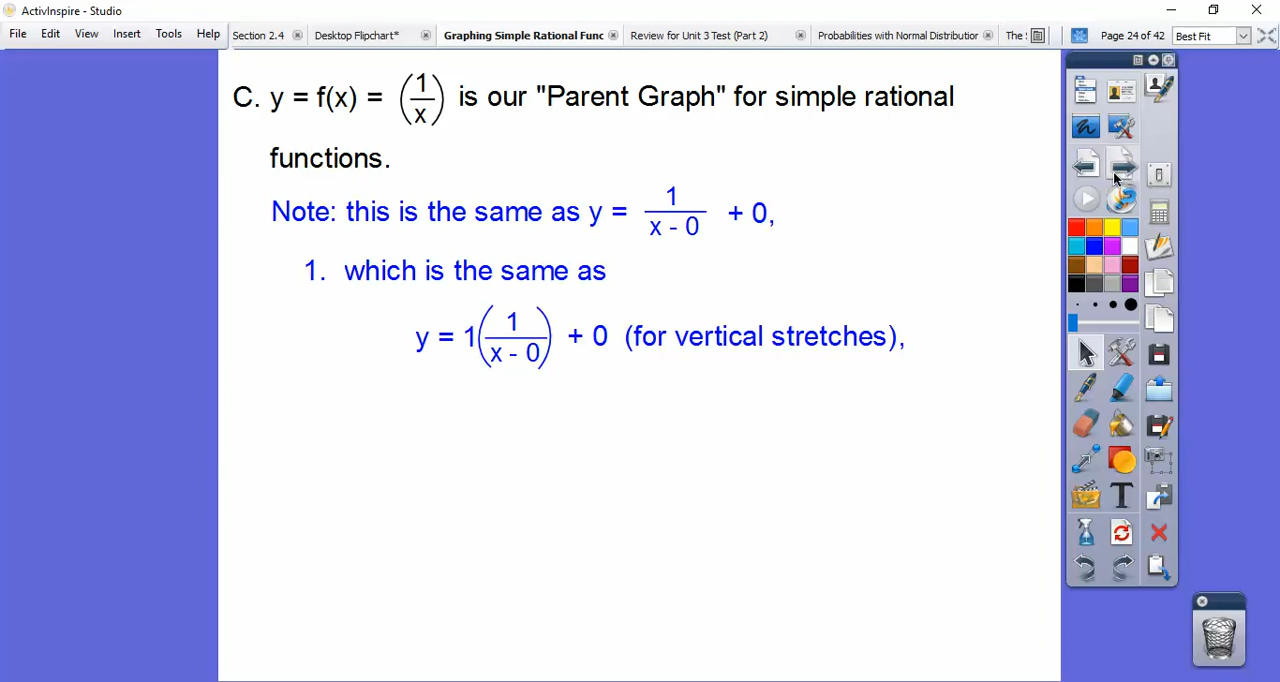 ActivInspire - Studio
File Edit View Insert Tools Help
Section 2.4 Desktop Flipchart* Graphing Simple Rational Func Review for Unit 3 Test (Part 2) Probabilities with Normal Distribution The Page 24 of 42 Best Fit
C. y = f(x) = (1/x) is our "Parent Graph" for simple rational
functions.
Note: this is the same as y = 1/(x - 0) + 0,
1. which is the same as
y = 1(1/(x - 0)) + 0 (for vertical stretches),
T